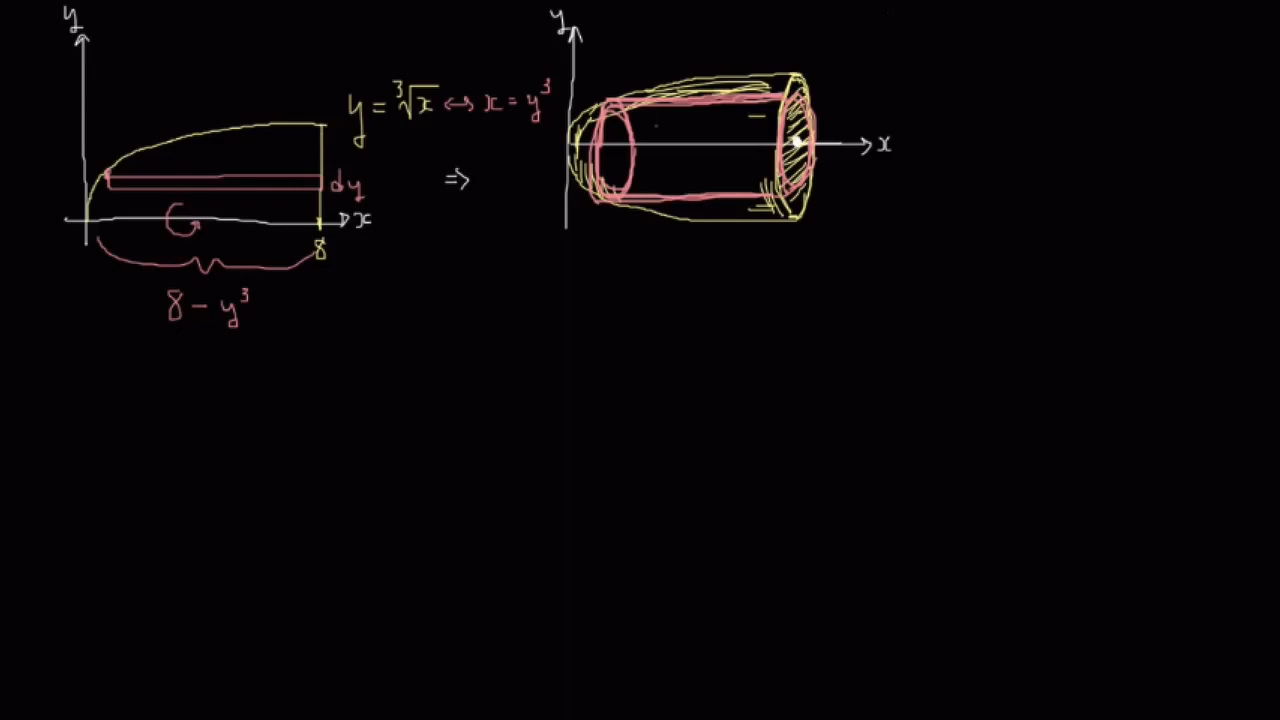 y
y
y = ∛x ↔ x = y³
dy
⇒
x
x
8
8 - y³